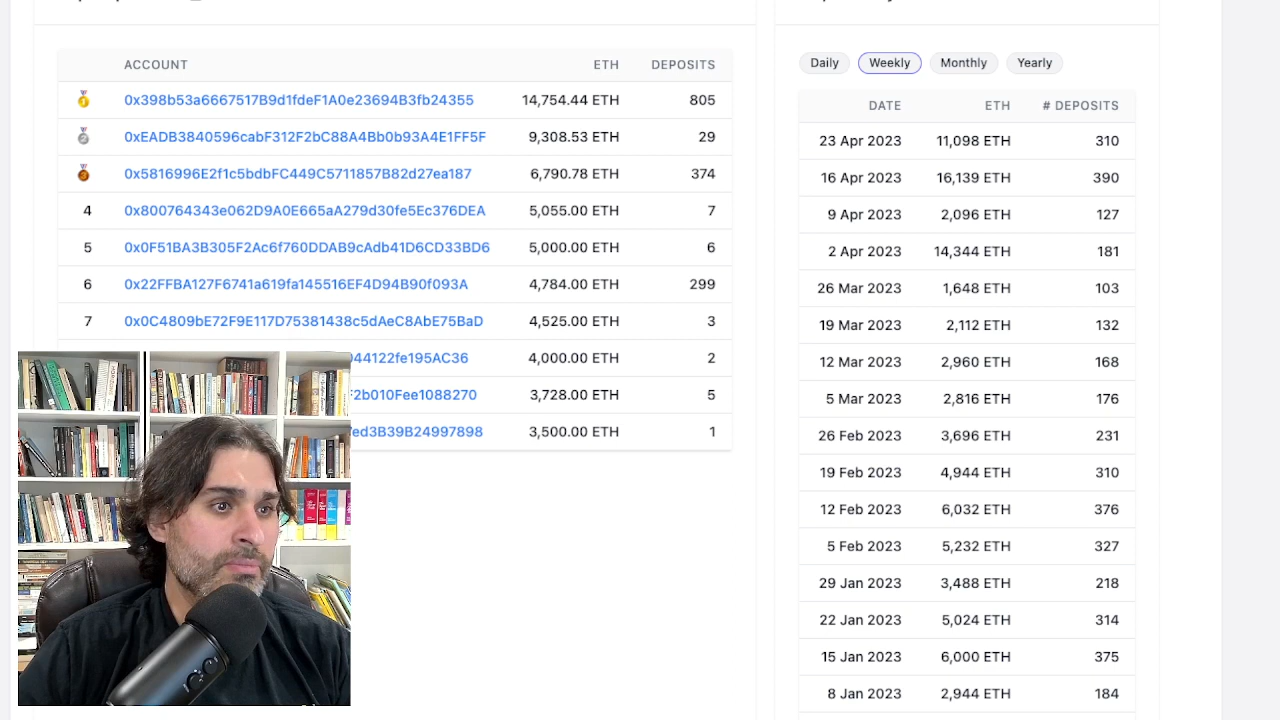 ACCOUNT ETH DEPOSITS
0x398b53a6667517B9d1fdeF1A0e23694B3fb24355 14,754.44 ETH 805
0xEADB3840596cabF312F2bC88A4Bb0b93A4E1FF5F 9,308.53 ETH 29
0x5816996E2f1c5bdbFC449C5711857B82d27ea187 6,790.78 ETH 374
4 0x800764343e062D9A0E665aA279d30fe5Ec376DEA 5,055.00 ETH 7
5 0x0F51BA3B305F2Ac6f760DDAB9cAdb41D6CD33BD6 5,000.00 ETH 6
6 0x22FFBA127F6741a619fa145516EF4D94B90f093A 4,784.00 ETH 299
7 0x0C4809bE72F9E117D75381438c5dAeC8AbE75BaD 4,525.00 ETH 3
044122fe195AC36 4,000.00 ETH 2
F2b010Fee1088270 3,728.00 ETH 5
ed3B39B24997898 3,500.00 ETH 1
Daily Weekly Monthly Yearly
DATE ETH # DEPOSITS
23 Apr 2023 11,098 ETH 310
16 Apr 2023 16,139 ETH 390
9 Apr 2023 2,096 ETH 127
2 Apr 2023 14,344 ETH 181
26 Mar 2023 1,648 ETH 103
19 Mar 2023 2,112 ETH 132
12 Mar 2023 2,960 ETH 168
5 Mar 2023 2,816 ETH 176
26 Feb 2023 3,696 ETH 231
19 Feb 2023 4,944 ETH 310
12 Feb 2023 6,032 ETH 376
5 Feb 2023 5,232 ETH 327
29 Jan 2023 3,488 ETH 218
22 Jan 2023 5,024 ETH 314
15 Jan 2023 6,000 ETH 375
8 Jan 2023 2,944 ETH 184